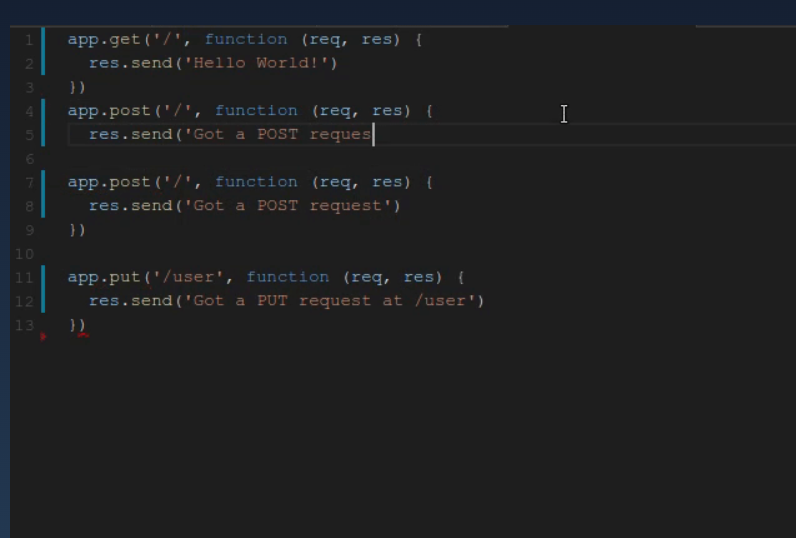 1 app.get('/', function (req, res) {
2 res.send('Hello World!')
3 })
4 app.post('/', function (req, res) {
5 res.send('Got a POST reques
6
7 app.post('/', function (req, res) {
8 res.send('Got a POST request')
9 })
10
11 app.put('/user', function (req, res) {
12 res.send('Got a PUT request at /user')
13 })